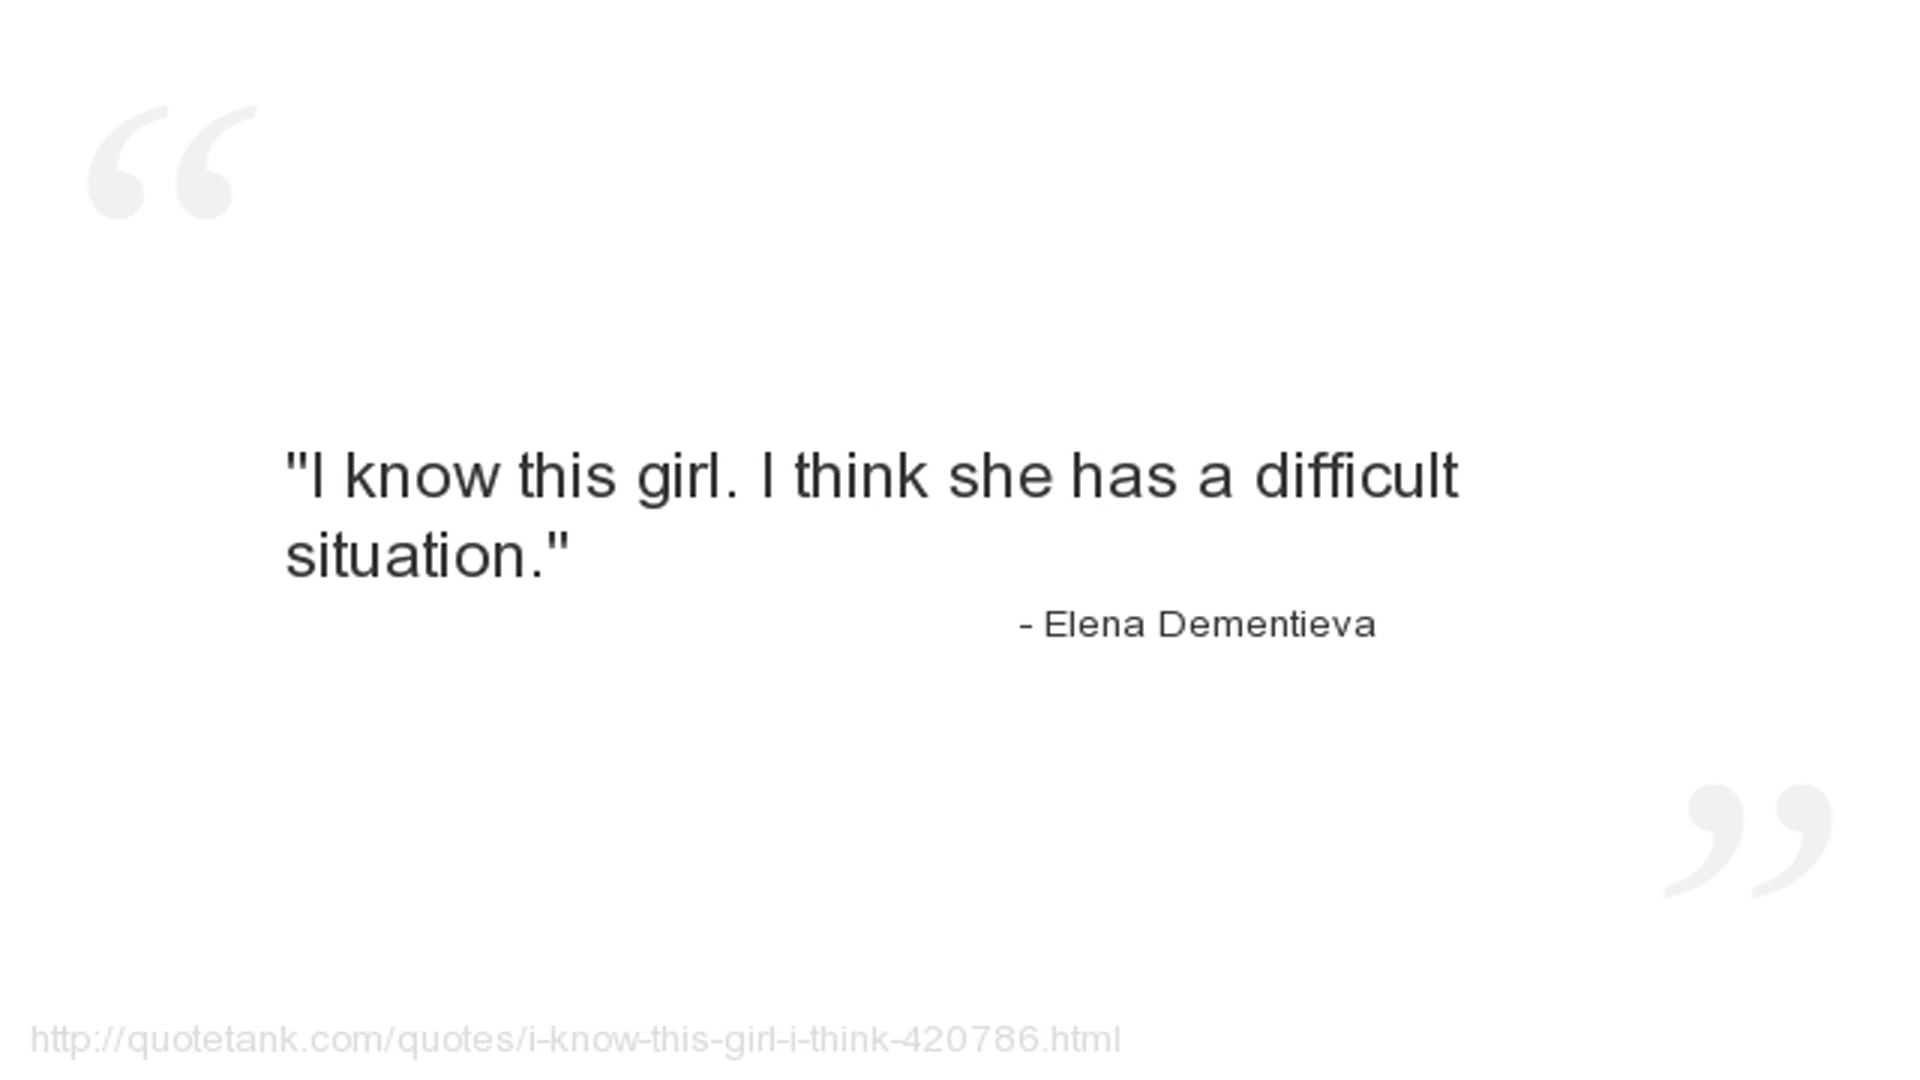 "I know this girl. I think she has a difficult
situation."
- Elena Dementieva
http://quotetank.com/quotes/i-know-this-girl-i-think-420786.html